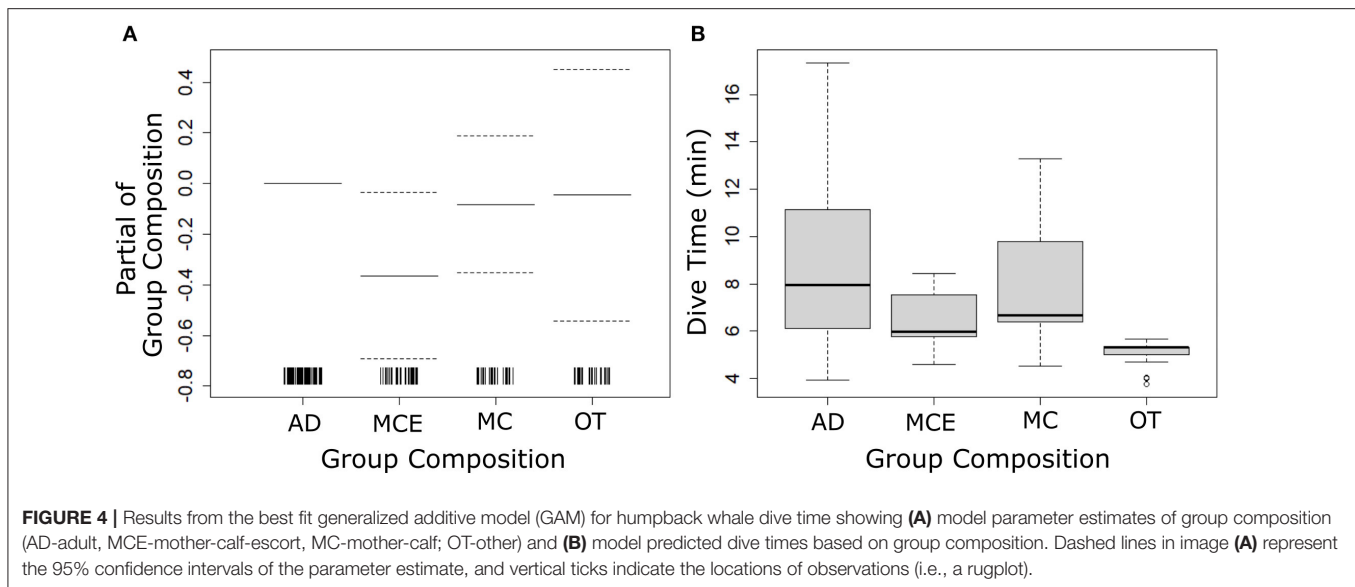 A
B
Partial of
Group Composition
0.4
0.2
0.0
-0.2
-0.4
-0.6
-0.8
AD MCE MC OT
Group Composition
Dive Time (min)
16
14
12
10
8
6
4
AD MCE MC OT
Group Composition
FIGURE 4 | Results from the best fit generalized additive model (GAM) for humpback whale dive time showing (A) model parameter estimates of group composition
(AD-adult, MCE-mother-calf-escort, MC-mother-calf; OT-other) and (B) model predicted dive times based on group composition. Dashed lines in image (A) represent
the 95% confidence intervals of the parameter estimate, and vertical ticks indicate the locations of observations (i.e., a rugplot).